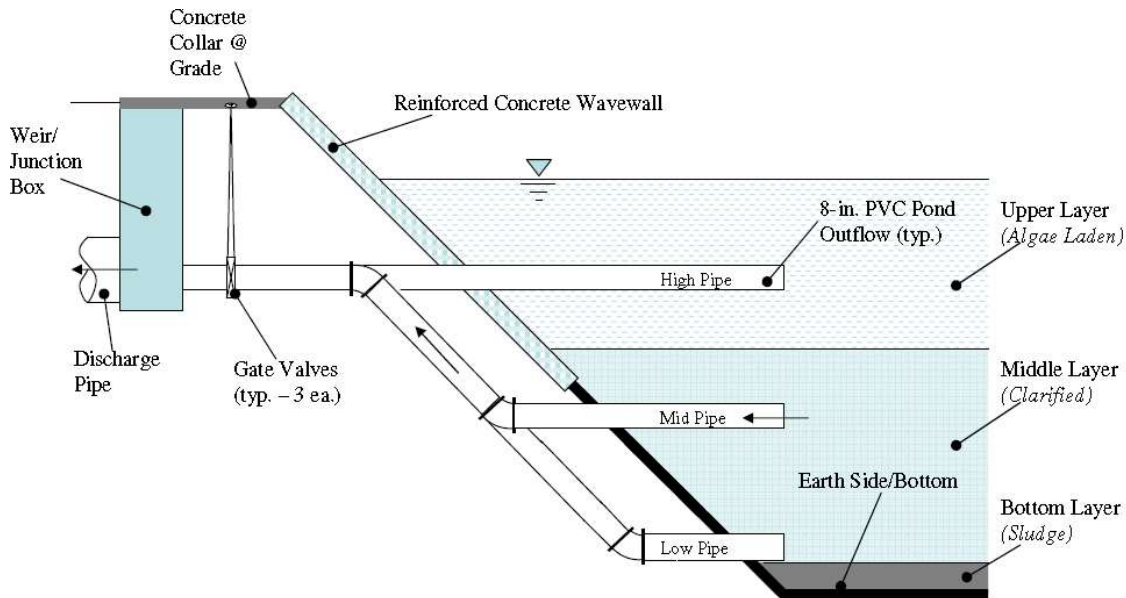 Concrete
Collar @
Grade
Reinforced Concrete Wavewall
Weir/
Junction
Box
8-in. PVC Pond
Outflow (typ.)
Upper Layer
(Algae Laden)
High Pipe
Discharge
Pipe
Gate Valves
(typ. – 3 ea.)
Middle Layer
(Clarified)
Mid Pipe
Earth Side/Bottom
Bottom Layer
(Sludge)
Low Pipe